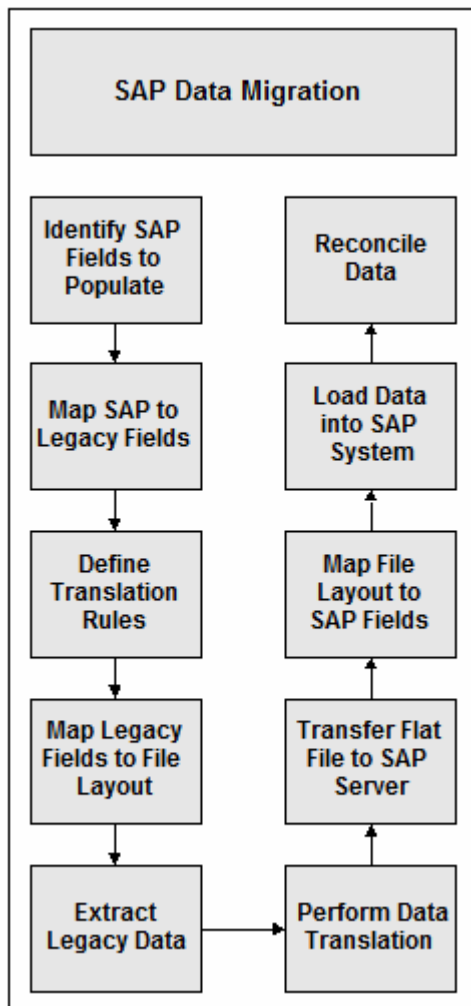 SAP Data Migration
Identify SAP
Fields to
Populate
Map SAP to
Legacy Fields
Define
Translation
Rules
Map Legacy
Fields to File
Layout
Extract
Legacy Data
Perform Data
Translation
Transfer Flat
File to SAP
Server
Map File
Layout to
SAP Fields
Load Data
into SAP
System
Reconcile
Data